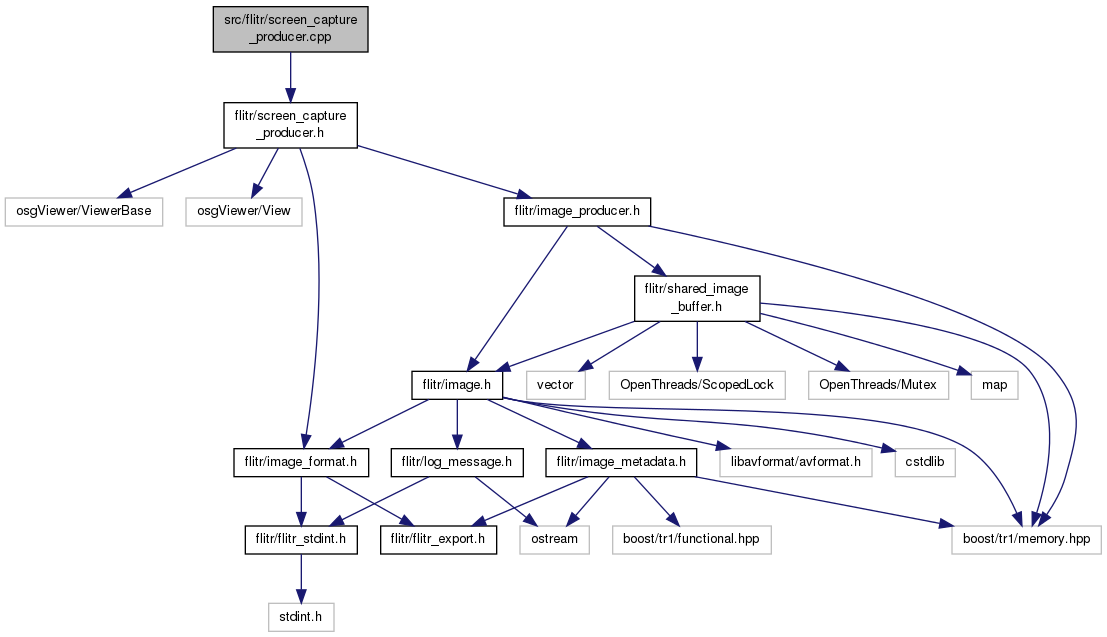 src/flitr/screen_capture
_producer.cpp
flitr/screen_capture
_producer.h
osgViewer/ViewerBase
osgViewer/View
flitr/image_producer.h
flitr/shared_image
_buffer.h
flitr/image.h
vector
OpenThreads/ScopedLock
OpenThreads/Mutex
map
flitr/image_format.h
flitr/log_message.h
flitr/image_metadata.h
libavformat/avformat.h
cstdlib
flitr/flitr_stdint.h
flitr/flitr_export.h
ostream
boost/tr1/functional.hpp
boost/tr1/memory.hpp
stdint.h